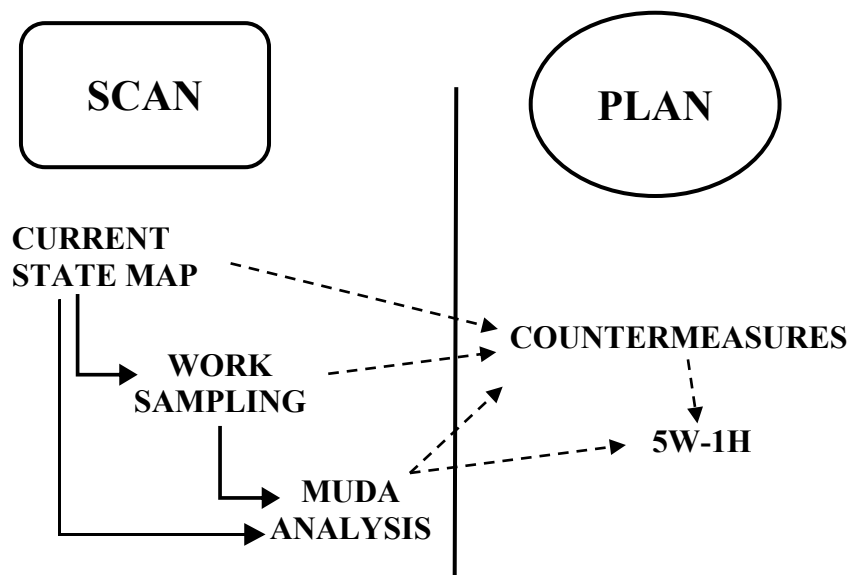 SCAN
PLAN
CURRENT
STATE MAP
COUNTERMEASURES
WORK
SAMPLING
5W-1H
MUDA
ANALYSIS